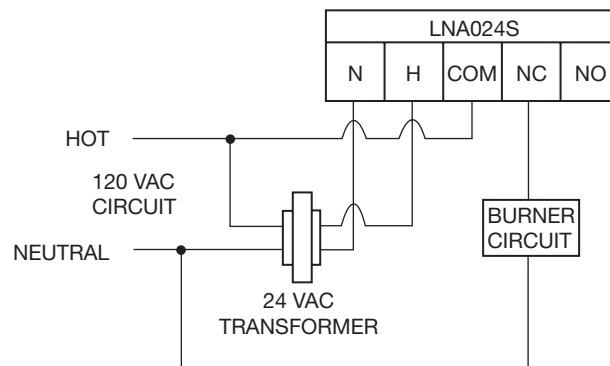 LNA024S
N H COM NC NO
HOT
120 VAC
CIRCUIT
NEUTRAL
24 VAC
TRANSFORMER
BURNER
CIRCUIT